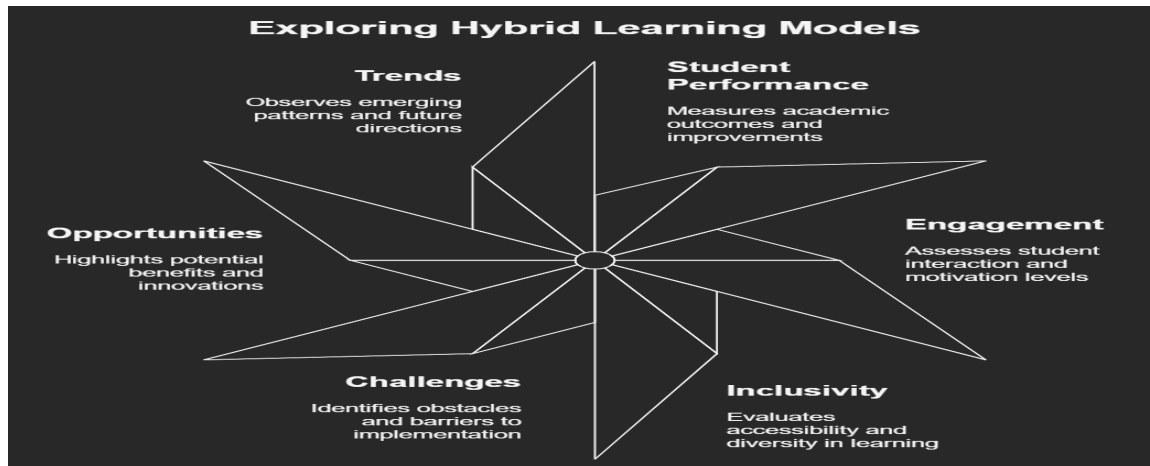 Exploring Hybrid Learning Models
Trends
Observes emerging
patterns and future
directions
Student
Performance
Measures academic
outcomes and
improvements
Opportunities
Highlights potential
benefits and
innovations
Engagement
Assesses student
interaction and
motivation levels
Challenges
Identifies obstacles
and barriers to
implementation
Inclusivity
Evaluates
accessibility and
diversity in learning